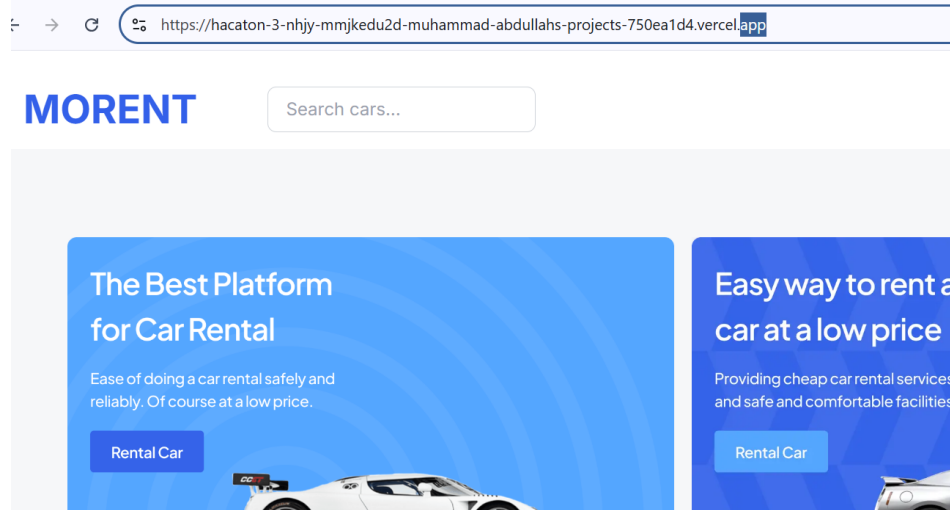 https://hacaton-3-nhjy-mmjkedu2d-muhammad-abdullahs-projects-750ea1d4.vercel.app
MORENT
Search cars...
The Best Platform
for Car Rental
Ease of doing a car rental safely and
reliably. Of course at a low price.
Rental Car
CCGT
Easy way to rent a
car at a low price
Providing cheap car rental services
and safe and comfortable facilities
Rental Car